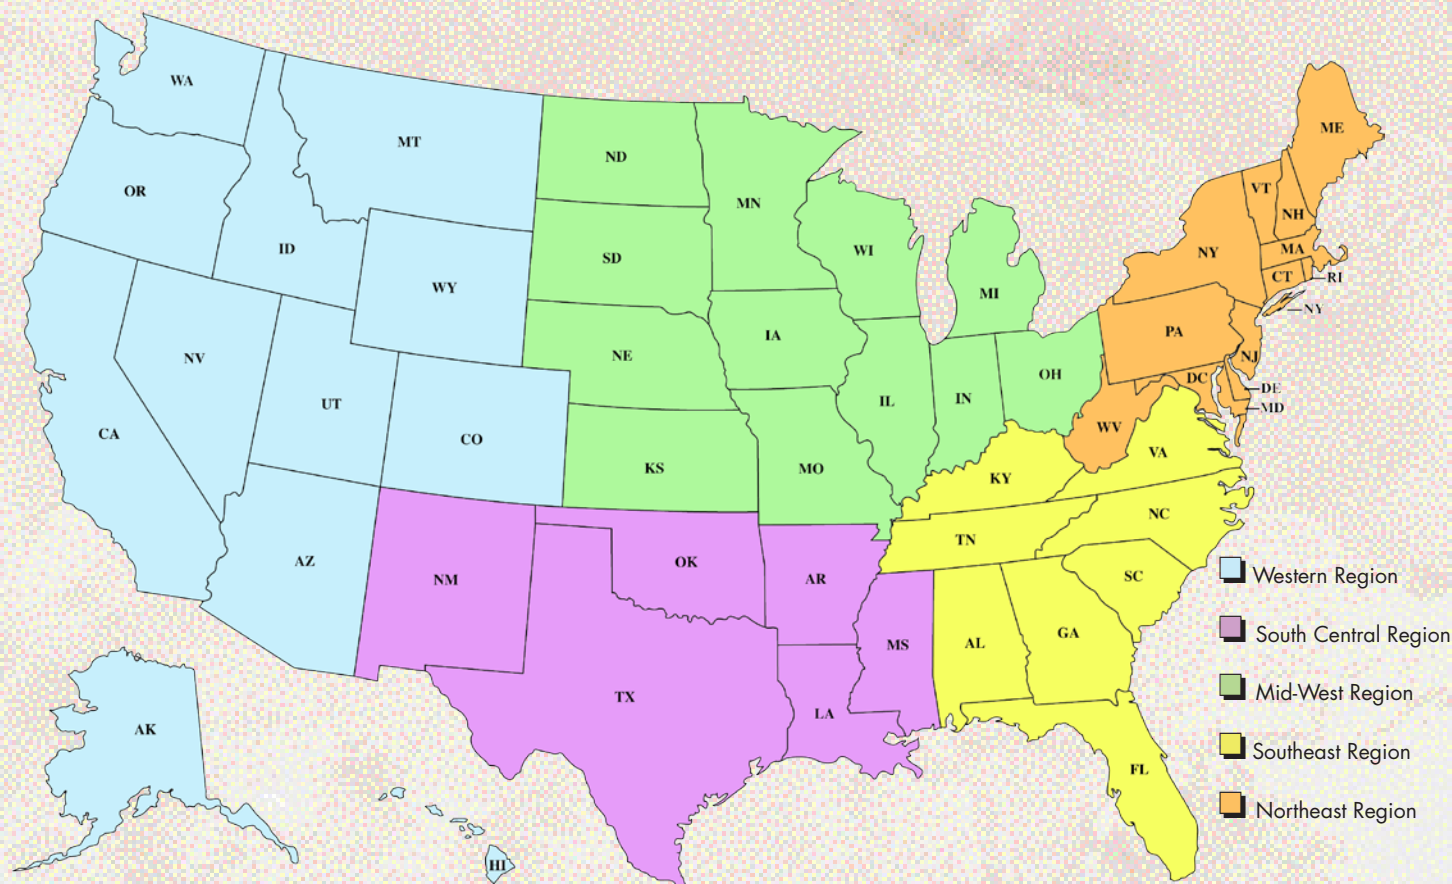 WA
MT
ND
ME
OR
MN
VT
NH
ID
SD
WI
NY
MA
WY
MI
CT
RI
NY
NV
NE
IA
PA
NJ
UT
IL
IN
OH
DC
DE
MD
CA
CO
KS
MO
WV
VA
KY
NC
TN
AZ
NM
OK
AR
SC
Western Region
MS
AL
GA
South Central Region
TX
LA
Mid-West Region
AK
FL
Southeast Region
Northeast Region
HI